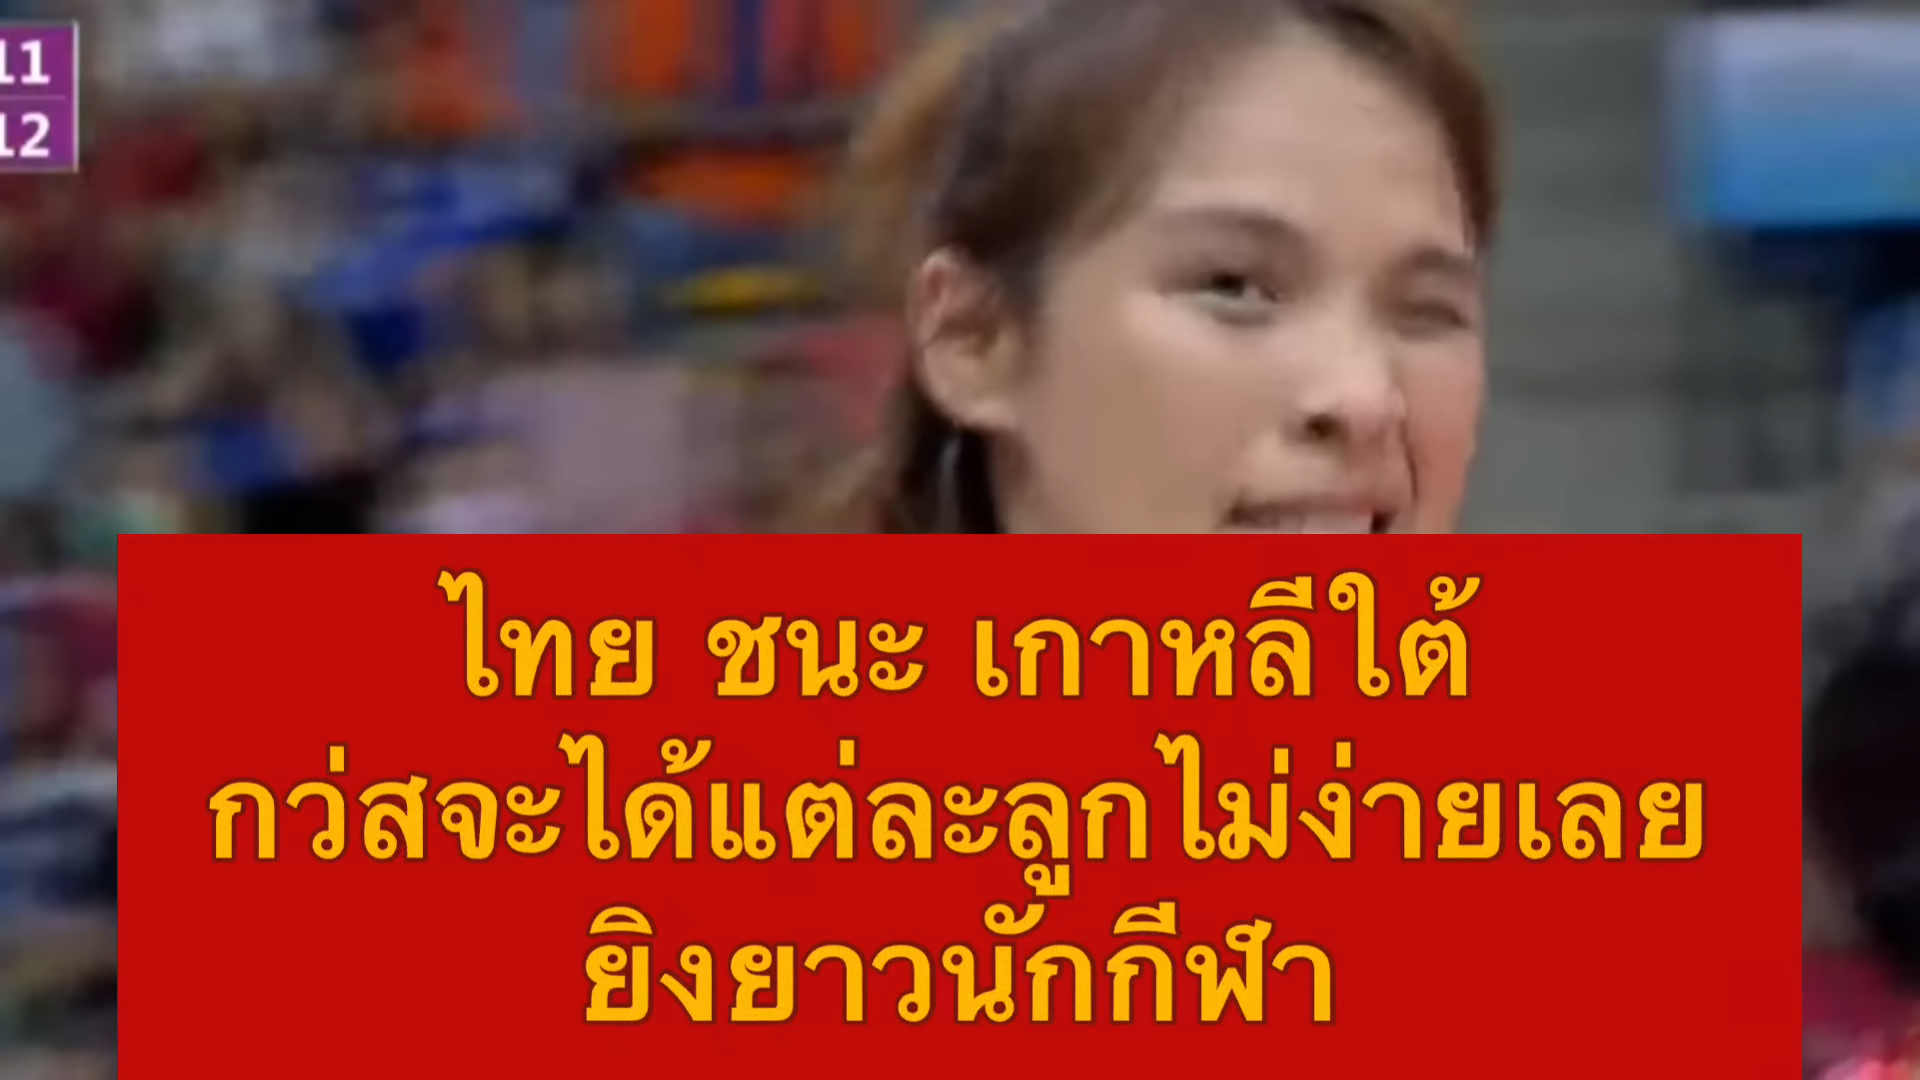 11
12
ไทย ชนะ เกาหลีใต้
กว่สจะได้แต่ละลูกไม่ง่ายเลย
ยิงยาวนักกีฬา